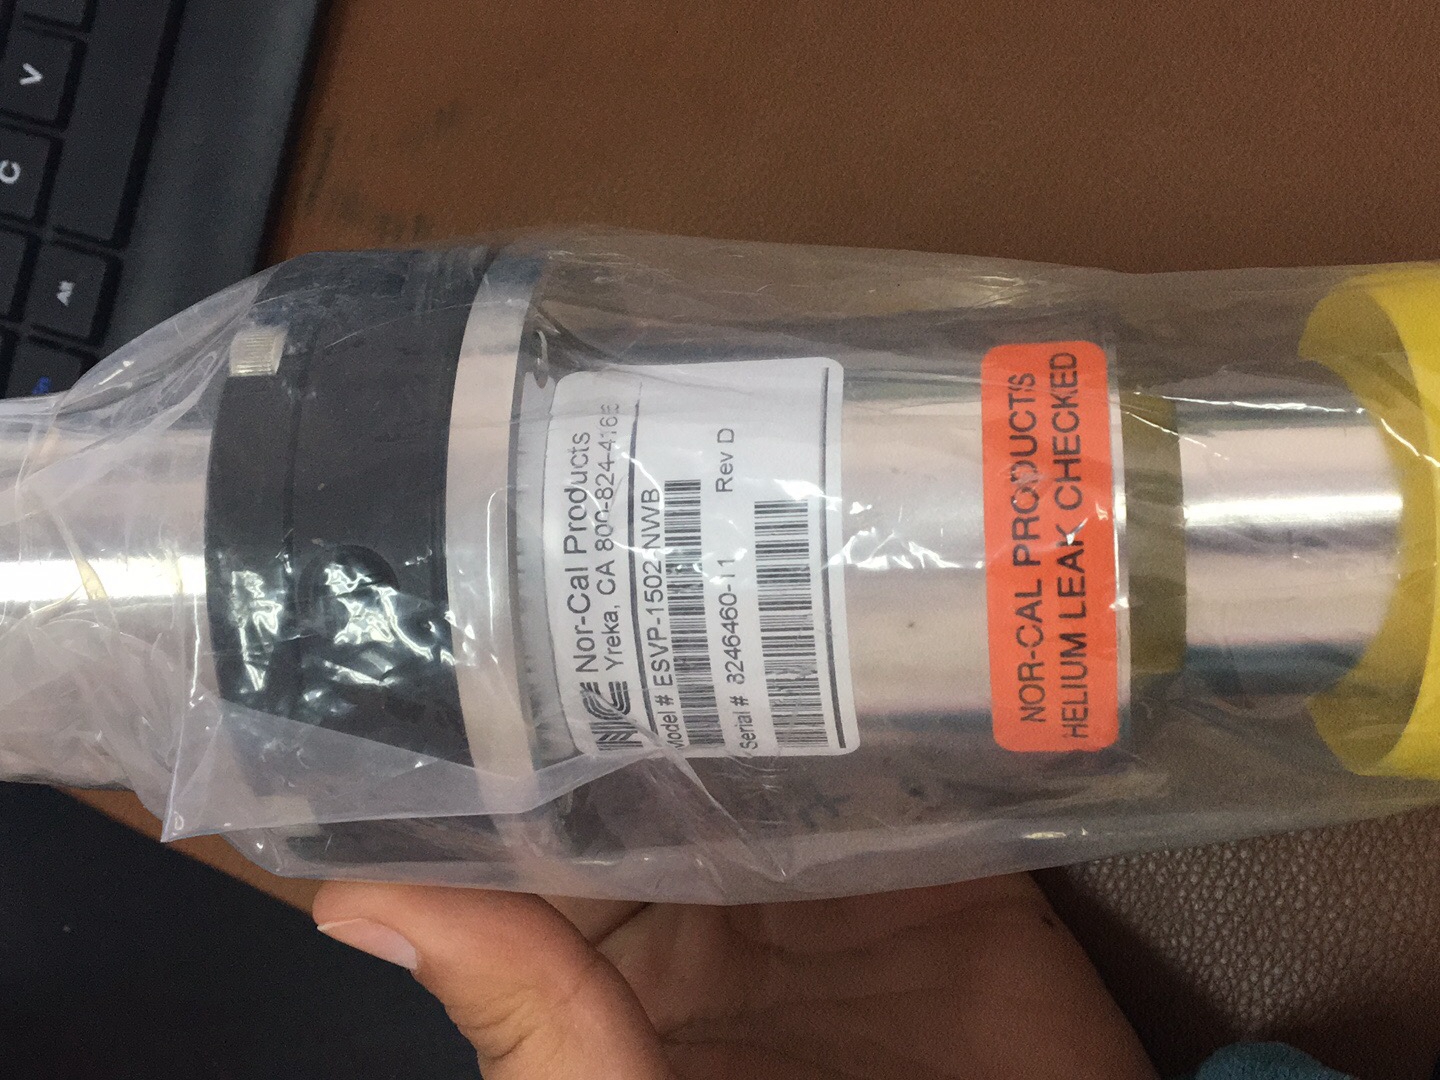 Nor-Cal Products
Yreka, CA 800-824-4166
Model # ESVP-1502-NWB
Rev D
Serial # 3246460-11
NOR-CAL PRODUCTS
HELIUM LEAK CHECKED
V
C
Alt